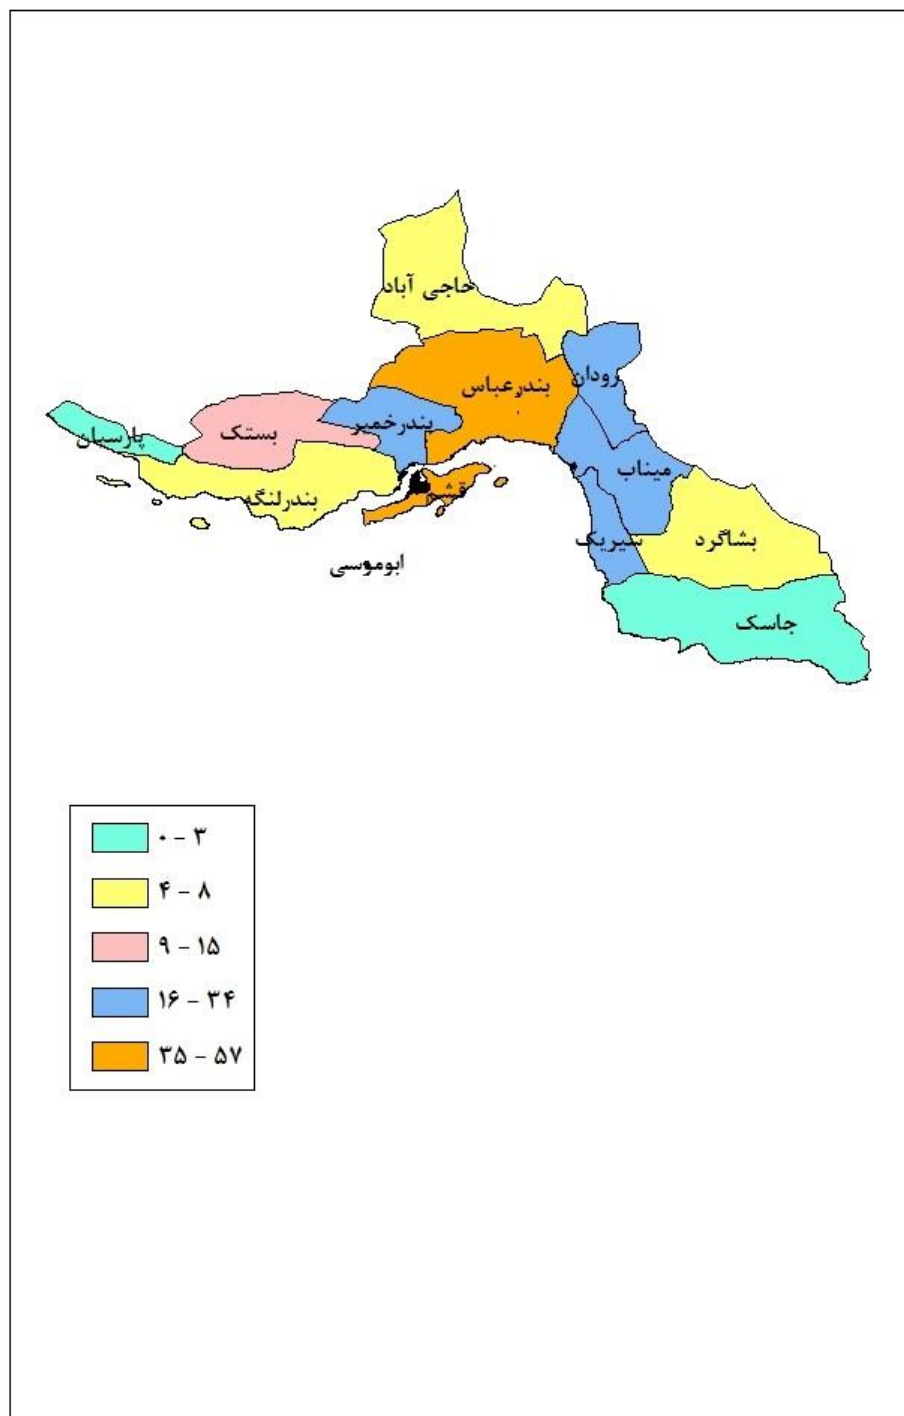 حاجی آباد
رودان
بندرعباس
بندرخمیر
بستک
پارسیان
میناب
قشم
بندرلنگه
بشاگرد
سیریک
ابوموسی
جاسک
۰ - ۳
۴ - ۸
۹ - ۱۵
۱۶ - ۳۴
۳۵ - ۵۷